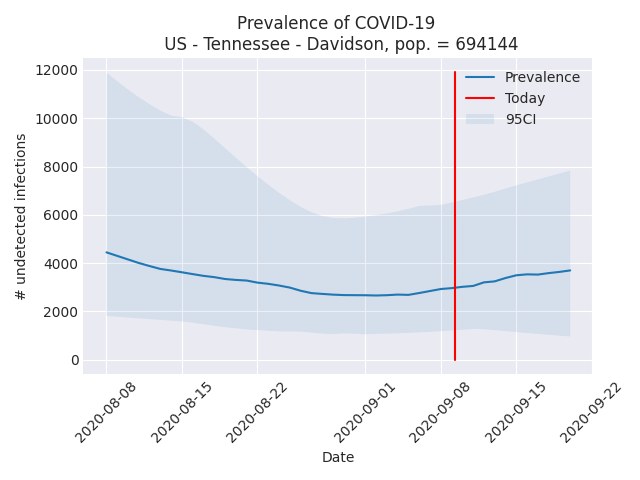 Prevalence of COVID-19
US - Tennessee - Davidson, pop. = 694144
12000
10000
8000
6000
4000
2000
0
# undetected infections
Prevalence
Today
95CI
2020-08-08
2020-08-15
2020-08-22
2020-09-01
2020-09-08
2020-09-15
2020-09-22
Date